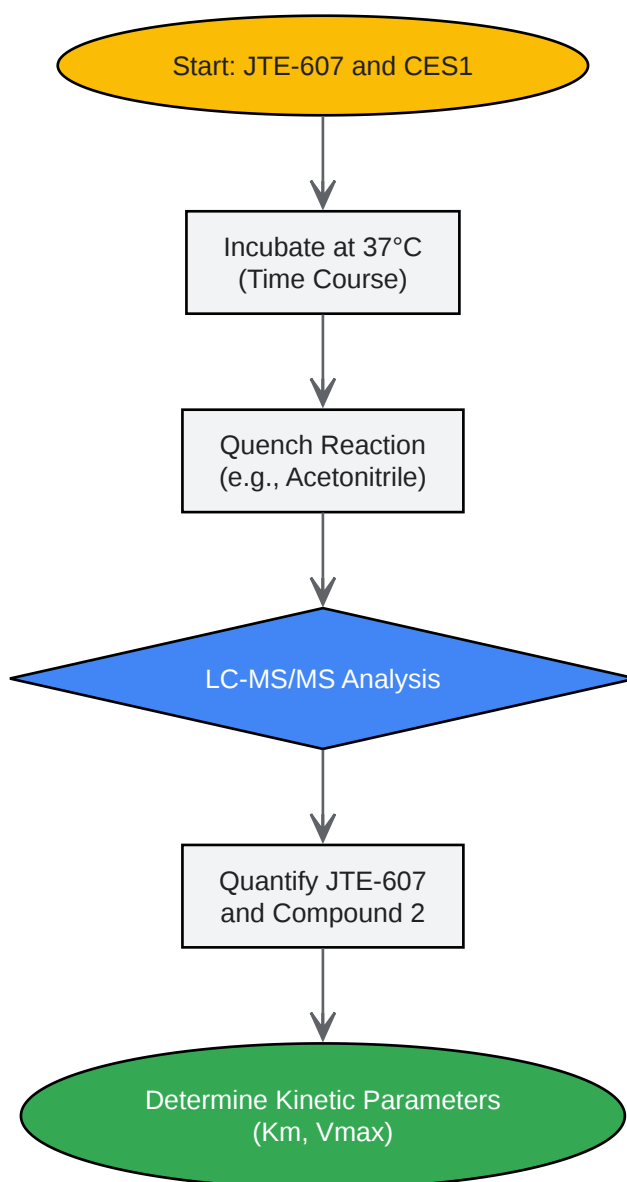 Start: JTE-607 and CES1
Incubate at 37°C
(Time Course)
Quench Reaction
(e.g., Acetonitrile)
LC-MS/MS Analysis
Quantify JTE-607
and Compound 2
Determine Kinetic Parameters
(Km, Vmax)